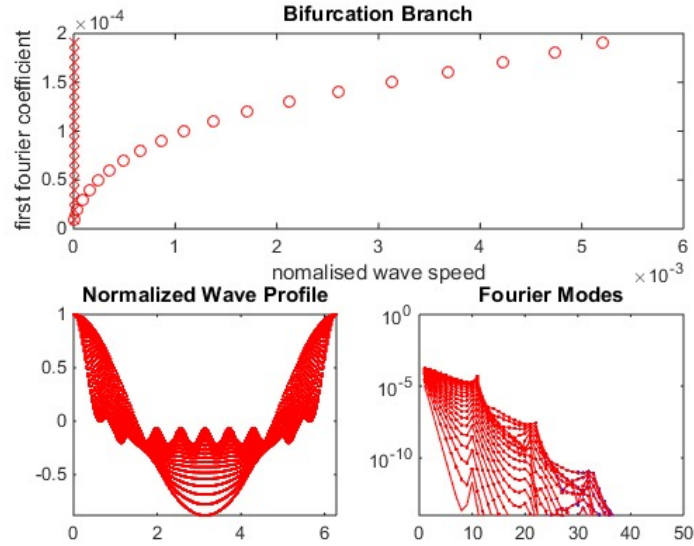 Bifurcation Branch
×10⁻⁴
2
1.5
1
0.5
0
first fourier coefficient
0 1 2 3 4 5 6
nomalised wave speed
×10⁻³
Normalized Wave Profile
1
0.5
0
-0.5
0 2 4 6
Fourier Modes
10⁰
10⁻⁵
10⁻¹⁰
0 10 20 30 40 50